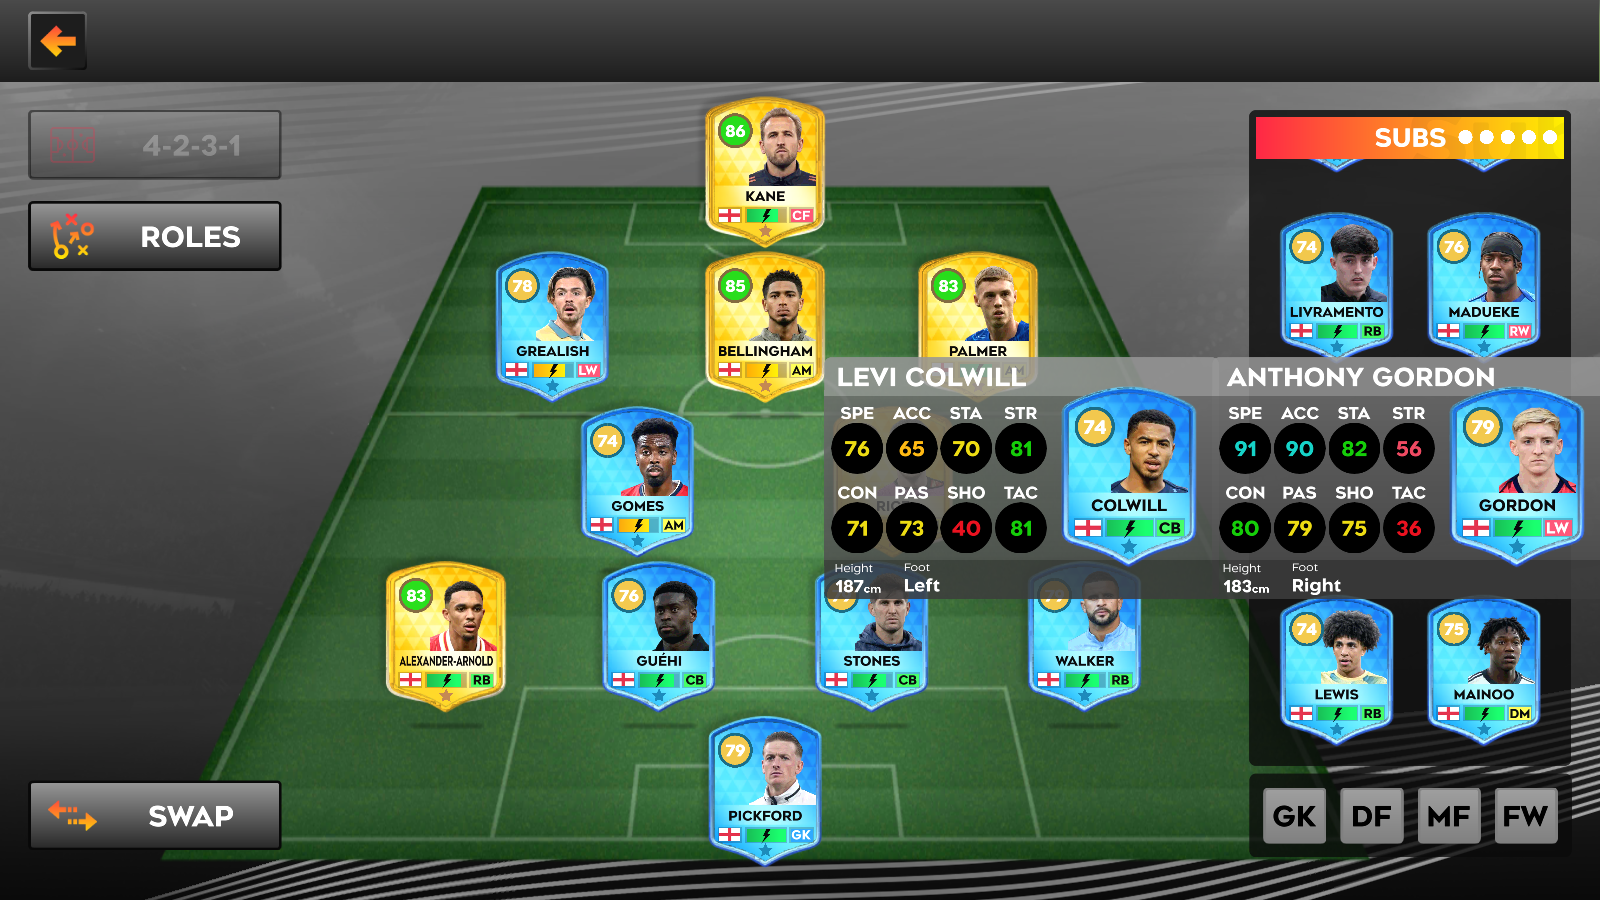 4-2-3-1
ROLES
SWAP
86
KANE
CF
78
GREALISH
LW
85
BELLINGHAM
AM
83
PALMER
74
GOMES
AM
83
ALEXANDER-ARNOLD
RB
76
GUÉHI
CB
STONES
CB
WALKER
RB
79
PICKFORD
GK
LEVI COLWILL
SPE ACC STA STR
76 65 70 81
CON PAS SHO TAC
71 73 40 81
Height Foot
187cm Left
74
COLWILL
CB
ANTHONY GORDON
SPE ACC STA STR
91 90 82 56
CON PAS SHO TAC
80 79 75 36
Height Foot
183cm Right
79
GORDON
LW
SUBS
74
LIVRAMENTO
RB
76
MADUEKE
RW
74
LEWIS
RB
75
MAINOO
DM
GK DF MF FW